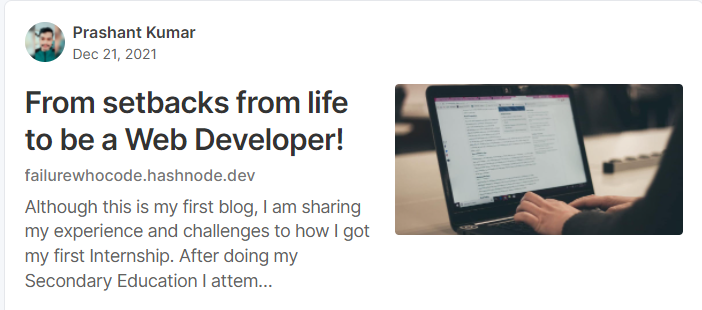 Prashant Kumar
Dec 21, 2021
From setbacks from life
to be a Web Developer!
failurewhocode.hashnode.dev
Although this is my first blog, I am sharing
my experience and challenges to how I got
my first Internship. After doing my
Secondary Education I attem...